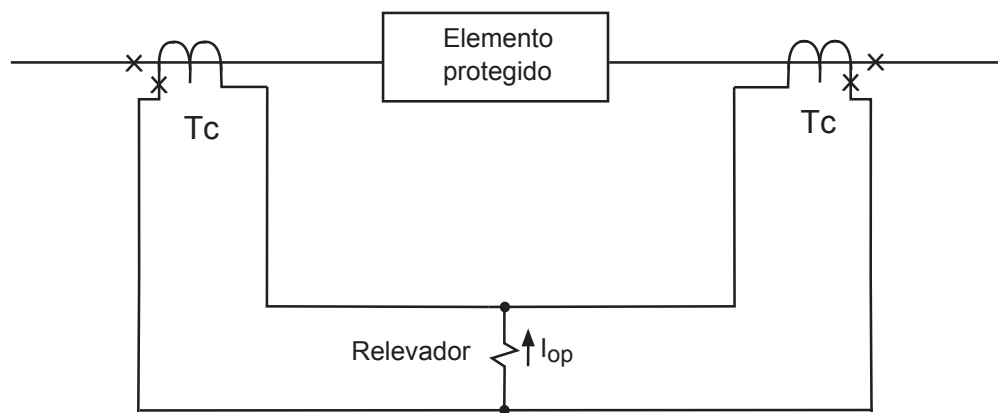 Elemento
protegido
Tc
Tc
Relevador
Iop